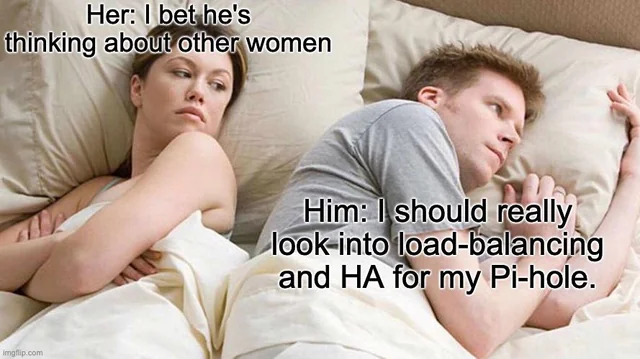 Her: I bet he's
thinking about other women
Him: I should really
look into load-balancing
and HA for my Pi-hole.
imgflip.com